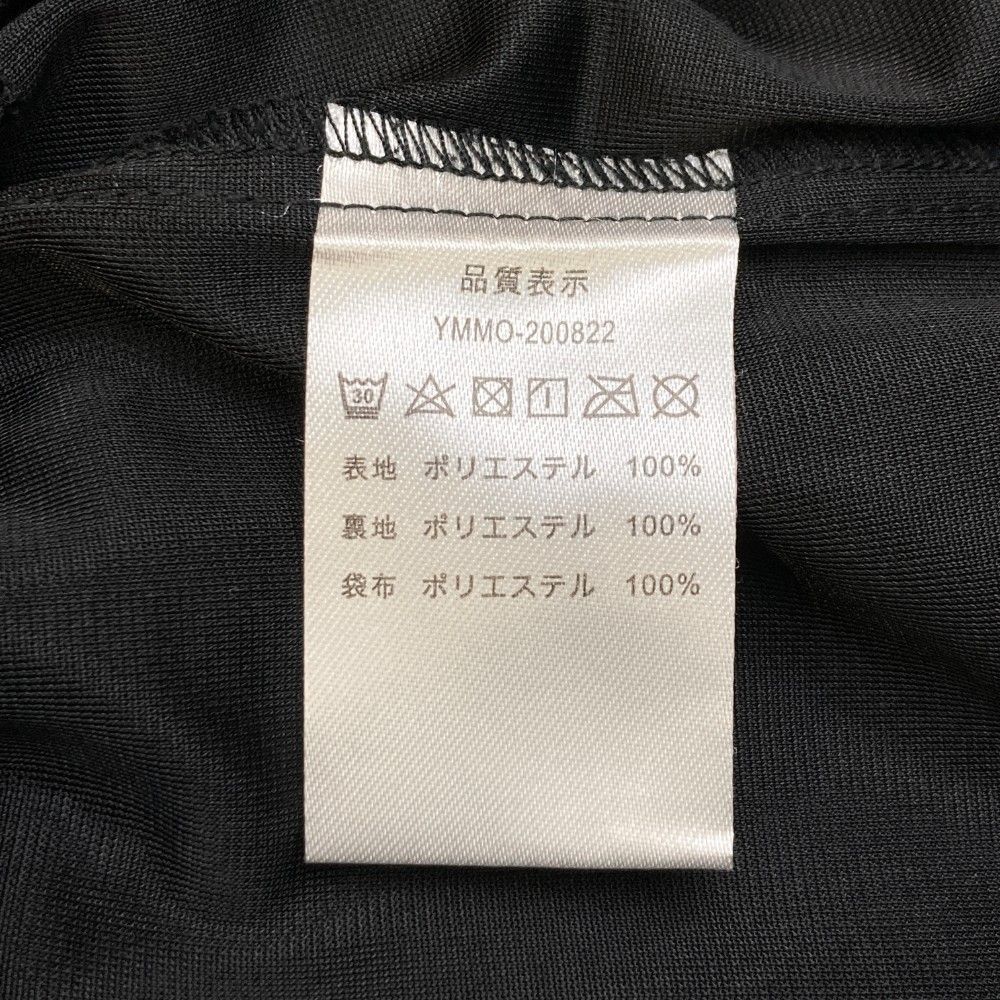 品質表示
YMMO-200822
30
表地 ポリエステル 100%
裏地 ポリエステル 100%
袋布 ポリエステル 100%